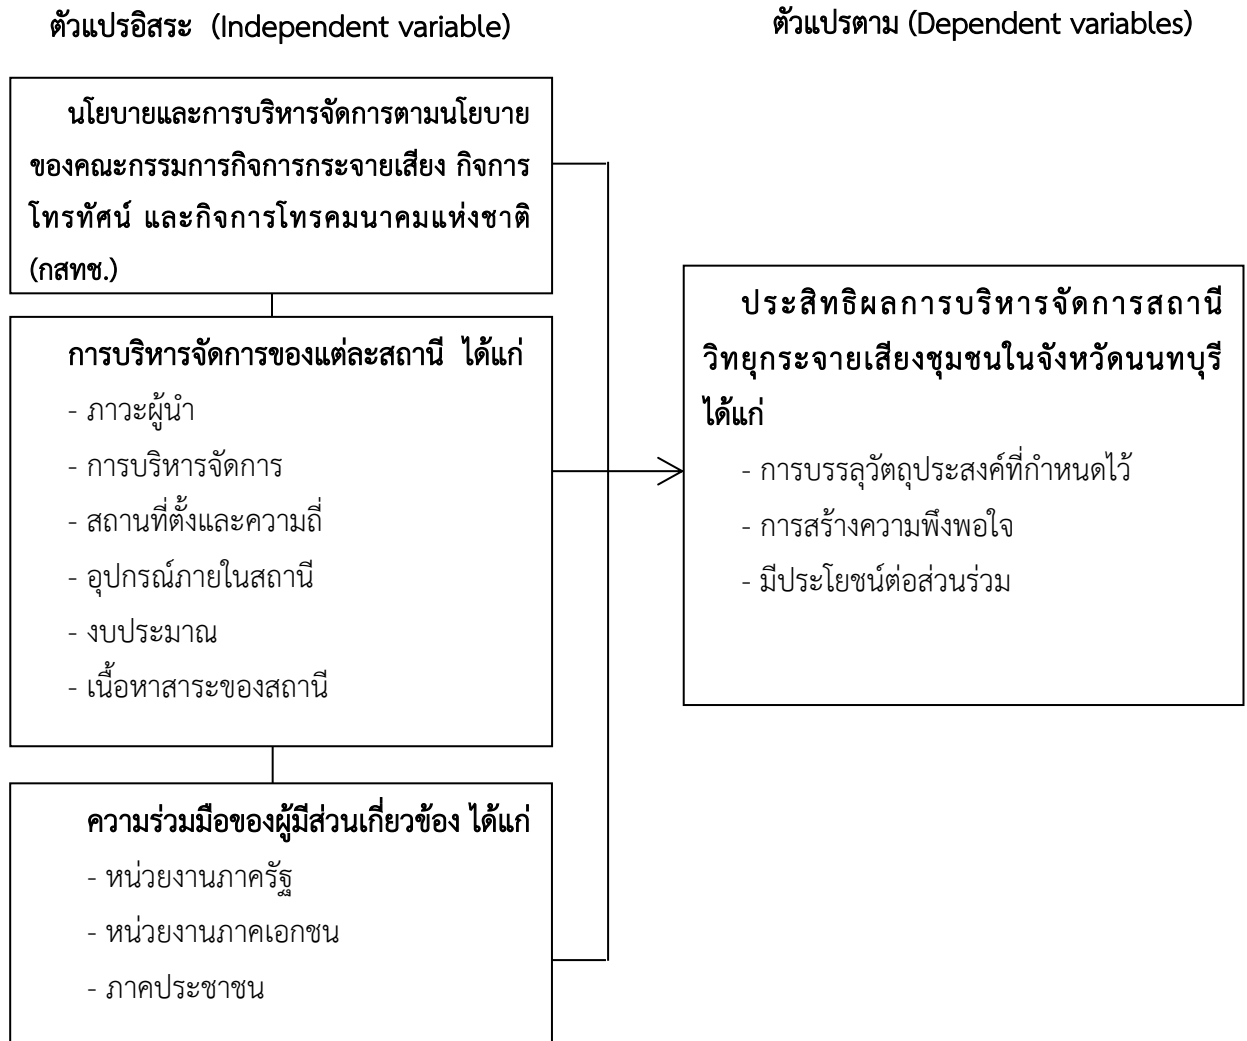 ตัวแปรอิสระ (Independent variable)
ตัวแปรตาม (Dependent variables)
นโยบายและการบริหารจัดการตามนโยบาย
ของคณะกรรมการกิจการกระจายเสียง กิจการ
โทรทัศน์ และกิจการโทรคมนาคมแห่งชาติ
(กสทช.)
การบริหารจัดการของแต่ละสถานี ได้แก่
- ภาวะผู้นำ
- การบริหารจัดการ
- สถานที่ตั้งและความถี่
- อุปกรณ์ภายในสถานี
- งบประมาณ
- เนื้อหาสาระของสถานี
ความร่วมมือของผู้มีส่วนเกี่ยวข้อง ได้แก่
- หน่วยงานภาครัฐ
- หน่วยงานภาคเอกชน
- ภาคประชาชน
ประสิทธิผลการบริหารจัดการสถานี
วิทยุกระจายเสียงชุมชนในจังหวัดนนทบุรี
ได้แก่
- การบรรลุวัตถุประสงค์ที่กำหนดไว้
- การสร้างความพึงพอใจ
- มีประโยชน์ต่อส่วนร่วม